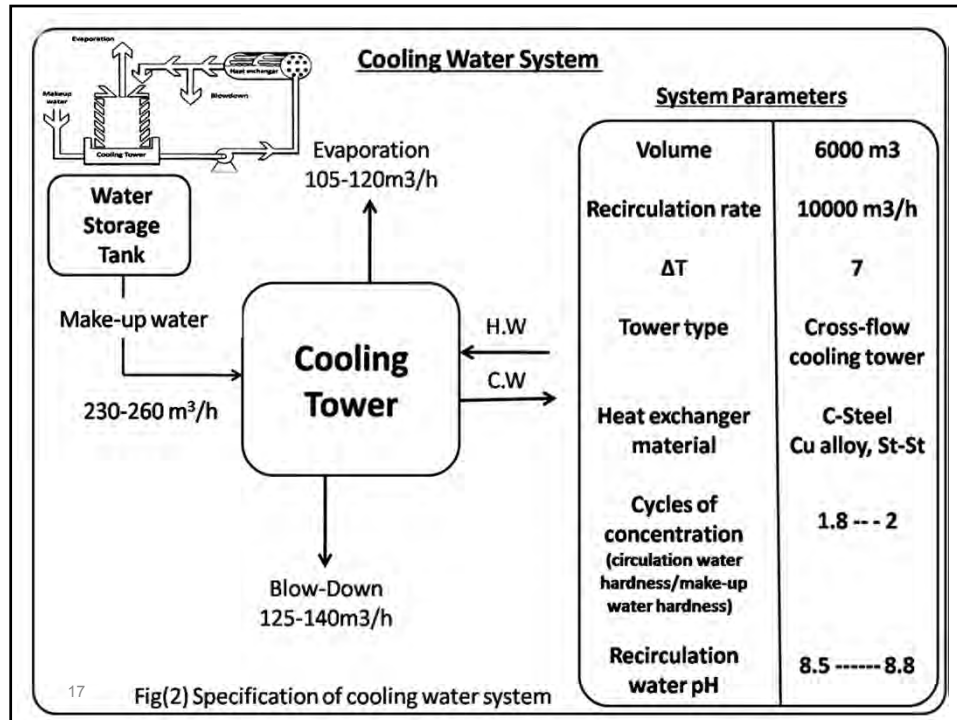 Cooling Water System
Evaporation
Heat exchanger
Makeup
water
Blowdown
Cooling Tower
Water
Storage
Tank
Evaporation
105-120m3/h
Make-up water
230-260 m³/h
Cooling
Tower
H.W
C.W
Blow-Down
125-140m3/h
System Parameters
Volume 6000 m3
Recirculation rate 10000 m3/h
ΔT 7
Tower type Cross-flow
cooling tower
Heat exchanger C-Steel
material Cu alloy, St-St
Cycles of
concentration 1.8 -- - 2
(circulation water
hardness/make-up
water hardness)
Recirculation
water pH 8.5 ------ 8.8
17
Fig(2) Specification of cooling water system